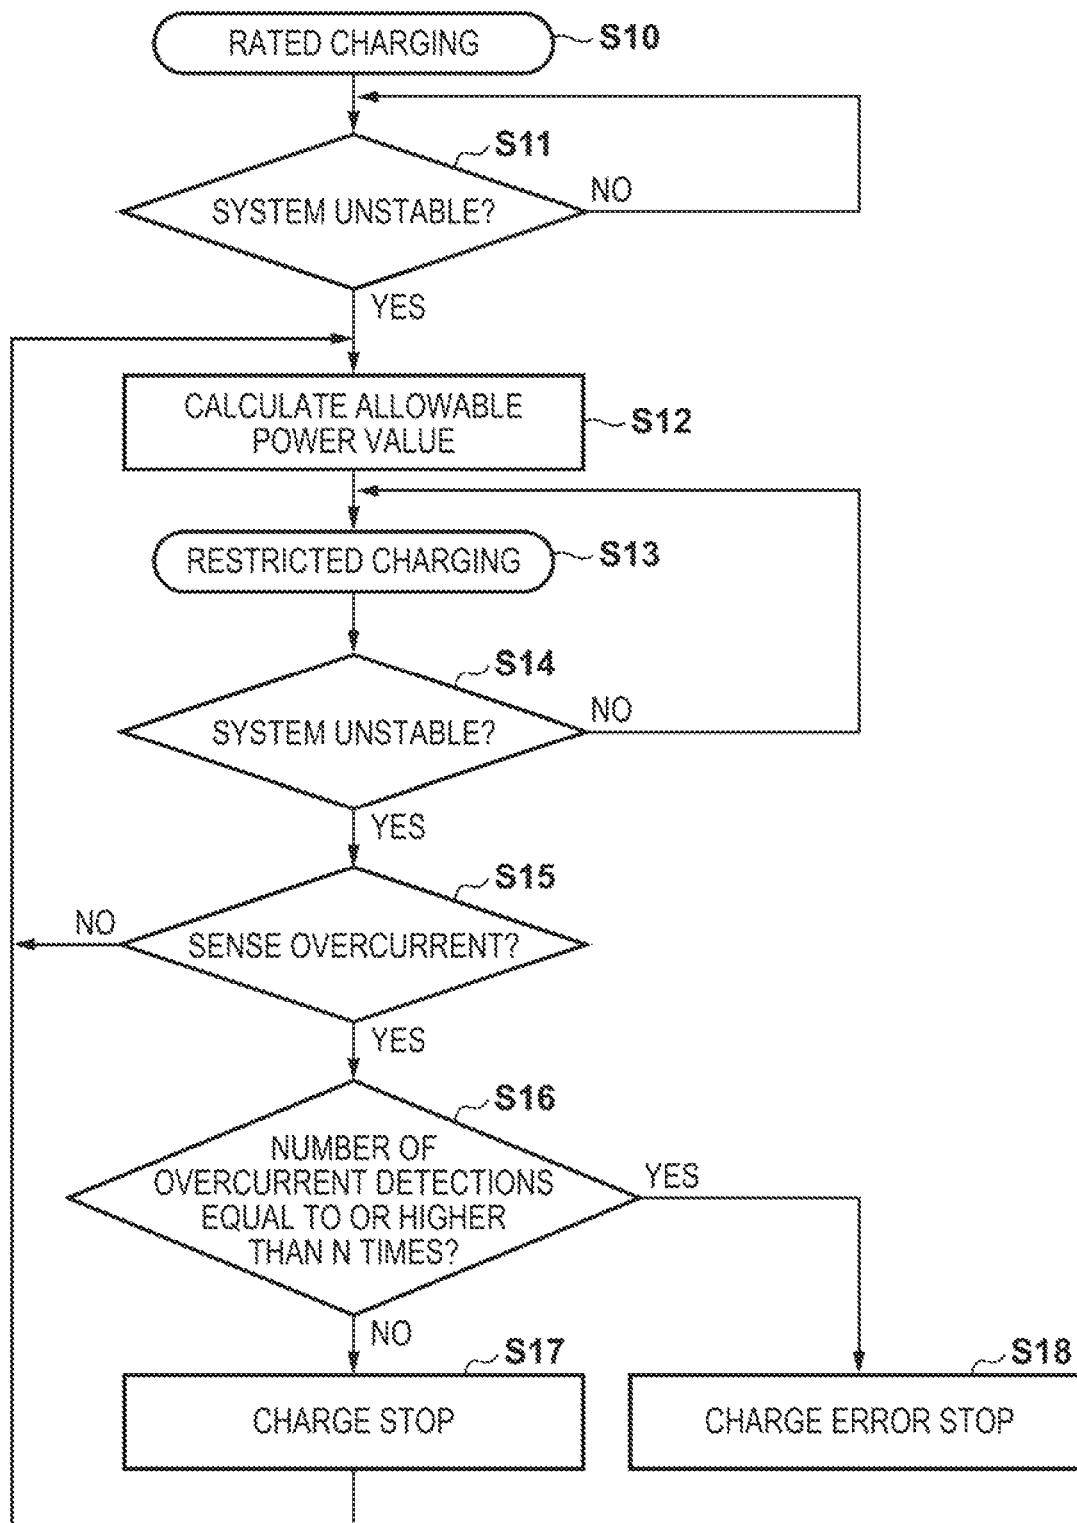 RATED CHARGING
S10
S11
SYSTEM UNSTABLE?
NO
YES
CALCULATE ALLOWABLE
POWER VALUE
S12
RESTRICTED CHARGING
S13
S14
SYSTEM UNSTABLE?
NO
YES
S15
NO
SENSE OVERCURRENT?
YES
S16
NUMBER OF
OVERCURRENT DETECTIONS
EQUAL TO OR HIGHER
THAN N TIMES?
YES
NO
S17
S18
CHARGE STOP
CHARGE ERROR STOP